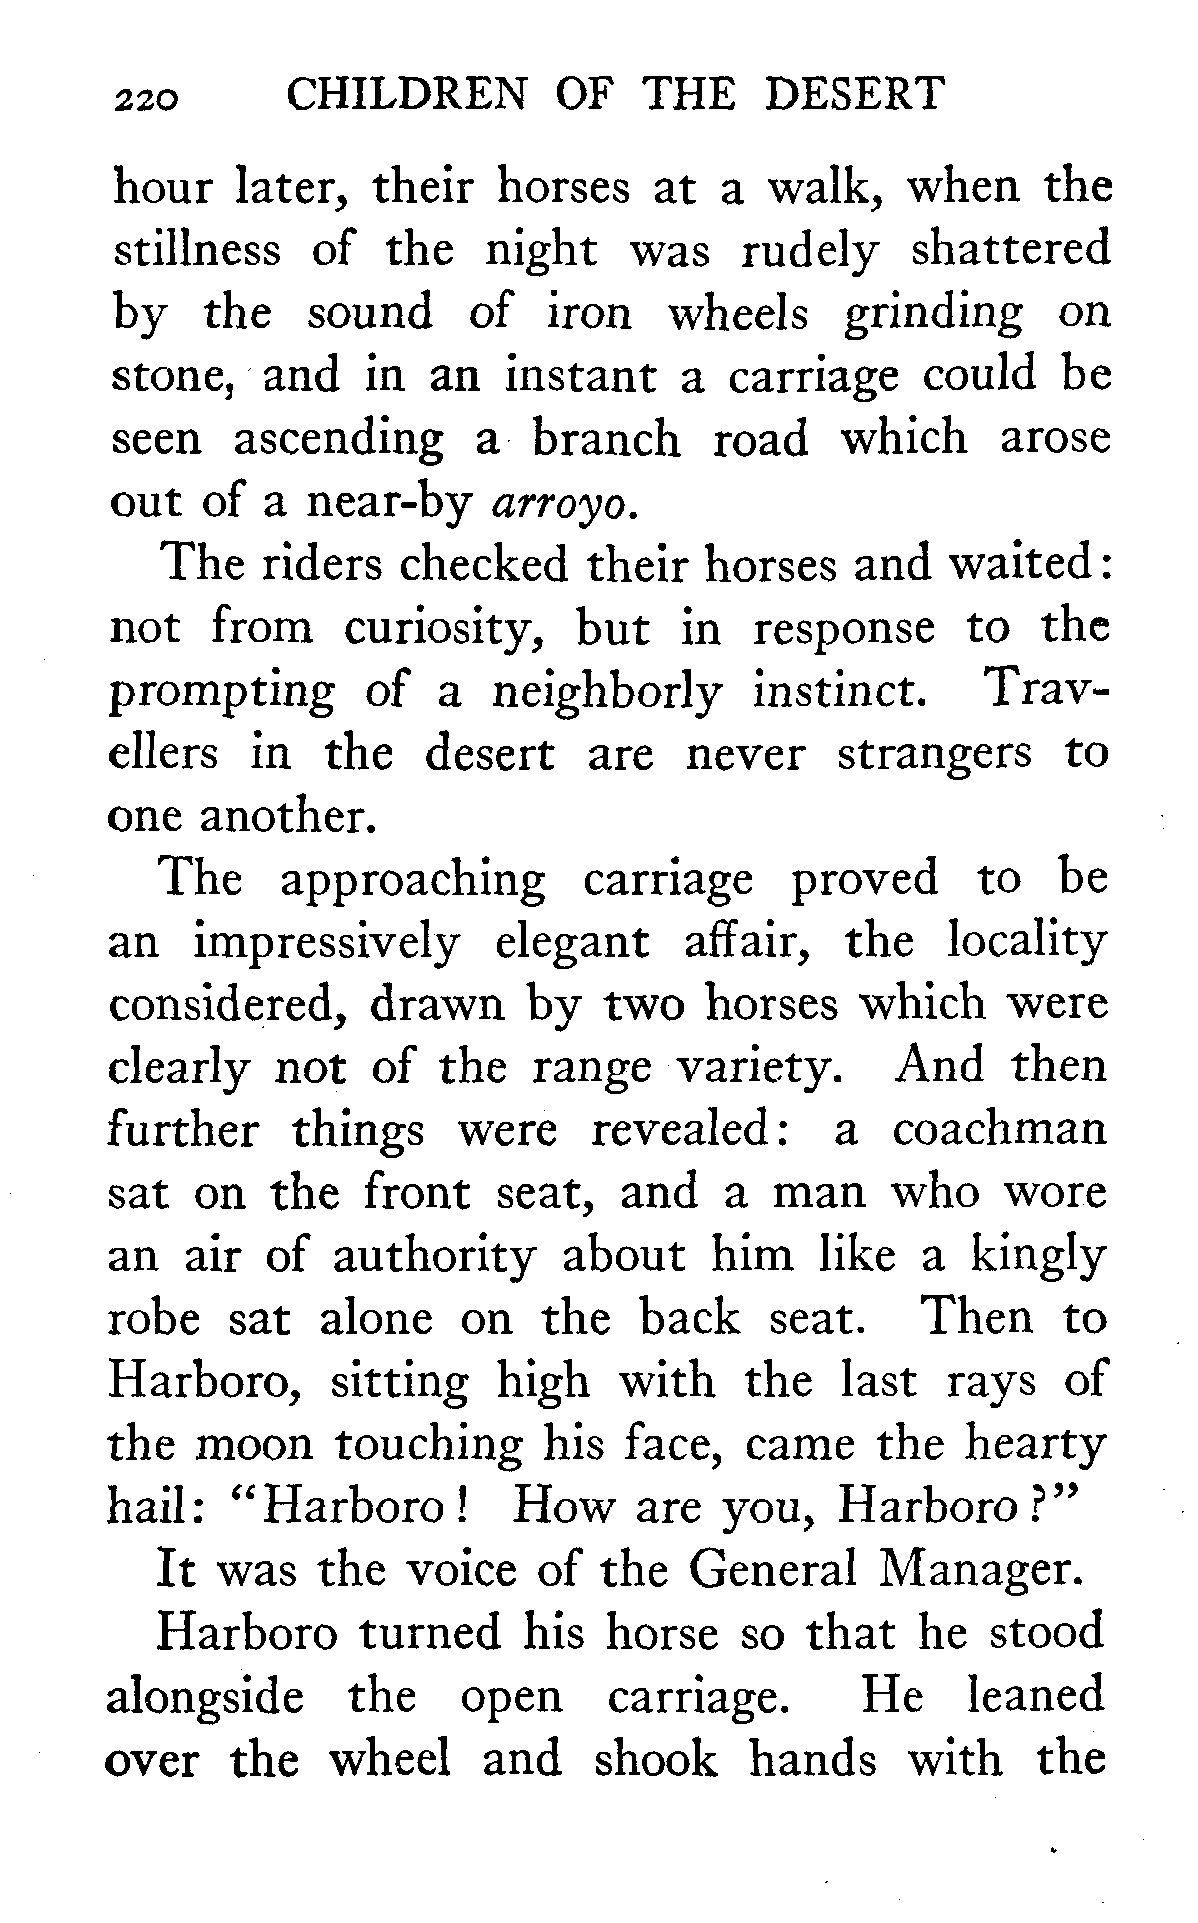 220 CHILDREN OF THE DESERT
hour later, their horses at a walk, when the
stillness of the night was rudely shattered
by the sound of iron wheels grinding on
stone, and in an instant a carriage could be
seen ascending a branch road which arose
out of a near-by arroyo.
The riders checked their horses and waited:
not from curiosity, but in response to the
prompting of a neighborly instinct. Trav-
ellers in the desert are never strangers to
one another.
The approaching carriage proved to be
an impressively elegant affair, the locality
considered, drawn by two horses which were
clearly not of the range variety. And then
further things were revealed: a coachman
sat on the front seat, and a man who wore
an air of authority about him like a kingly
robe sat alone on the back seat. Then to
Harboro, sitting high with the last rays of
the moon touching his face, came the hearty
hail: "Harboro! How are you, Harboro?"
It was the voice of the General Manager.
Harboro turned his horse so that he stood
alongside the open carriage. He leaned
over the wheel and shook hands with the